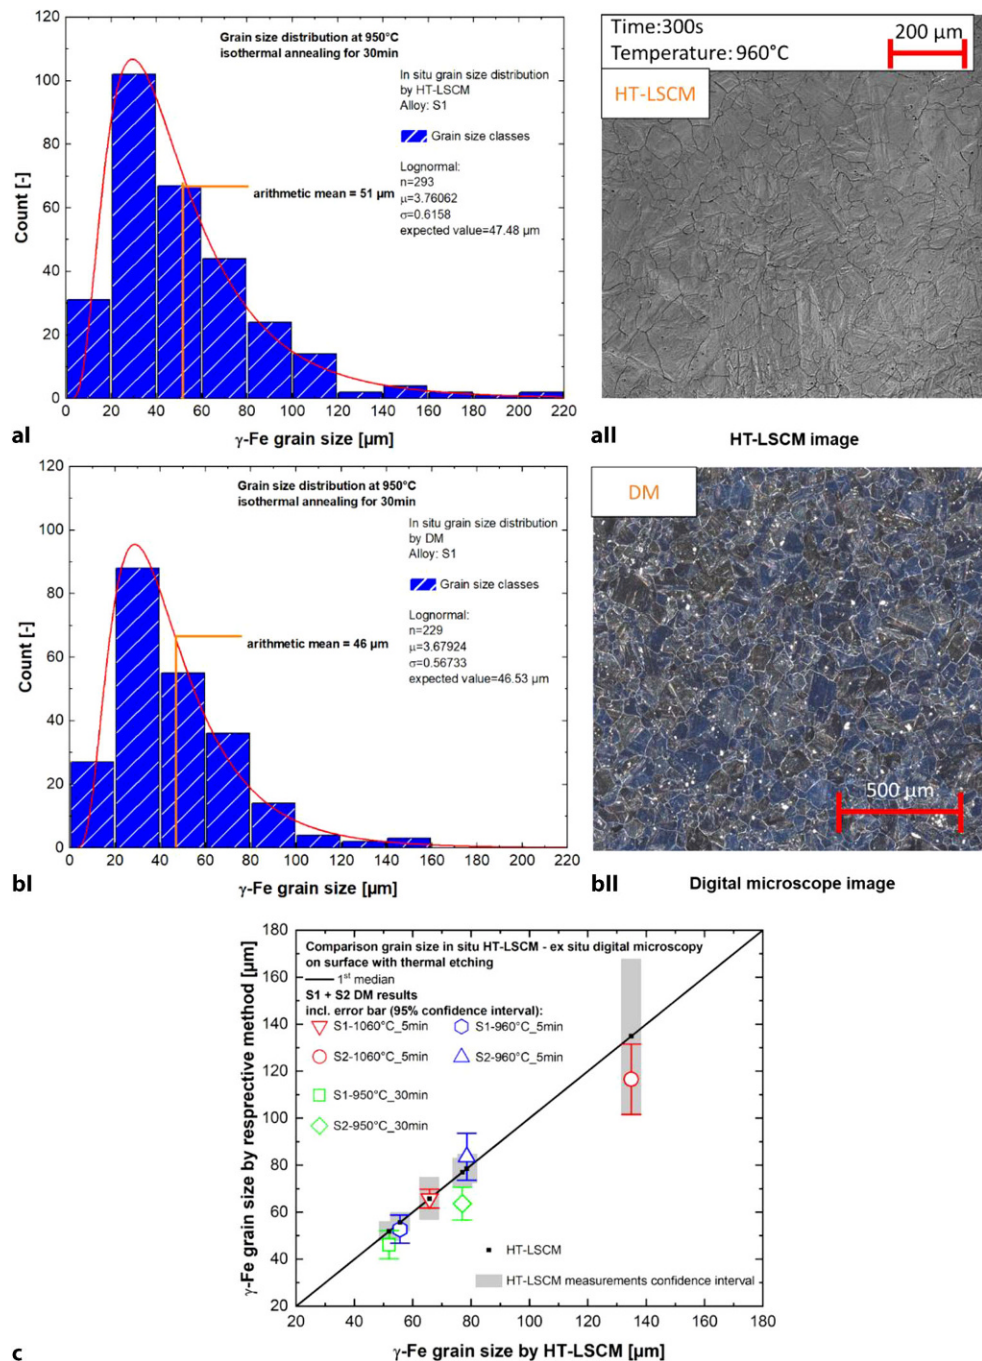 Grain size distribution at 950°C
isothermal annealing for 30min
In situ grain size distribution
by HT-LSCM
Alloy: S1
Grain size classes
Lognormal:
n=293
μ=3.76062
σ=0.6158
expected value=47.48 μm
arithmetic mean = 51 μm
Count [-]
120
100
80
60
40
20
0
0 20 40 60 80 100 120 140 160 180 200 220
γ-Fe grain size [μm]
aI
Time:300s
Temperature: 960°C
200 μm
HT-LSCM
aII
HT-LSCM image
Grain size distribution at 950°C
isothermal annealing for 30min
In situ grain size distribution
by DM
Alloy: S1
Grain size classes
Lognormal:
n=229
μ=3.67924
σ=0.56733
expected value=46.53 μm
arithmetic mean = 46 μm
Count [-]
120
100
80
60
40
20
0
0 20 40 60 80 100 120 140 160 180 200 220
γ-Fe grain size [μm]
bI
DM
500 μm
bII
Digital microscope image
γ-Fe grain size by resprective method [μm]
180
160
140
120
100
80
60
40
20
Comparison grain size in situ HT-LSCM - ex situ digital microscopy
on surface with thermal etching
1st median
S1 + S2 DM results
incl. error bar (95% confidence interval):
S1-1060°C_5min S1-960°C_5min
S2-1060°C_5min S2-960°C_5min
S1-950°C_30min
S2-950°C_30min
HT-LSCM
HT-LSCM measurements confidence interval
20 40 60 80 100 120 140 160 180
γ-Fe grain size by HT-LSCM [μm]
c